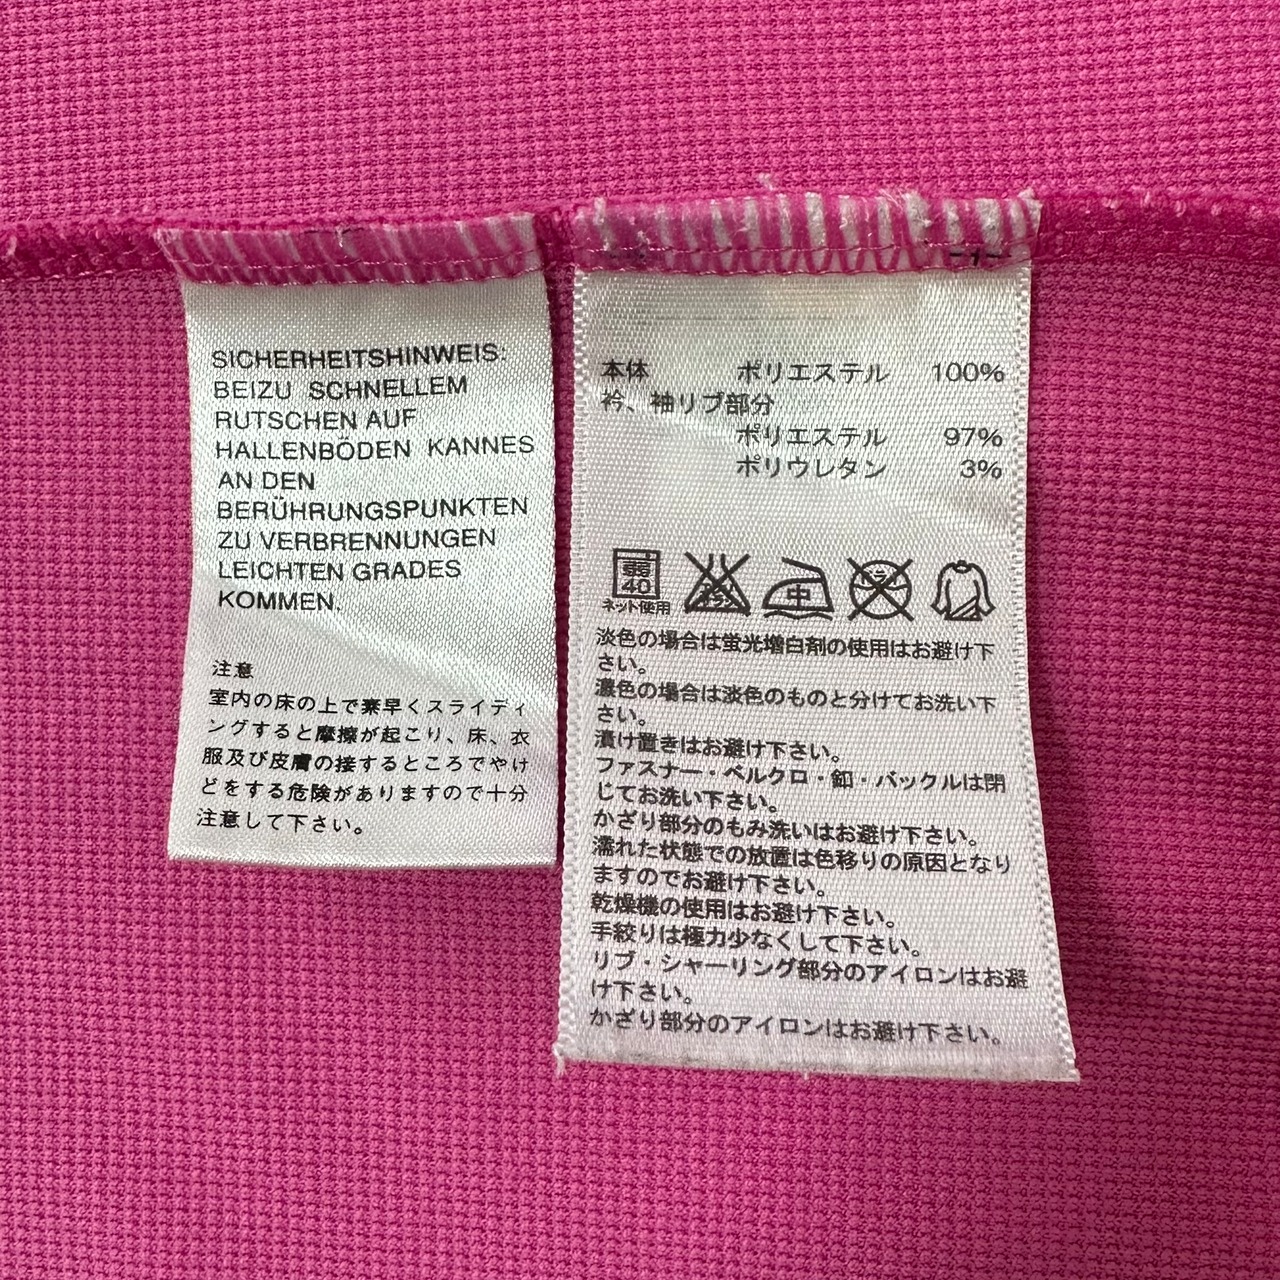 SICHERHEITSHINWEIS:
BEIZU SCHNELLEM
RUTSCHEN AUF
HALLENBÖDEN KANNES
AN DEN
BERÜHRUNGSPUNKTEN
ZU VERBRENNUNGEN
LEICHTEN GRADES
KOMMEN.
注意
室内の床の上で素早くスライディ
ングすると摩擦が起こり、床、衣
服及び皮膚の接するところでやけ
どをする危険がありますので十分
注意して下さい。
本体 ポリエステル 100%
衿、袖リブ部分
ポリエステル 97%
ポリウレタン 3%
弱
40
ネット使用
中
淡色の場合は蛍光増白剤の使用はお避け下
さい。
濃色の場合は淡色のものと分けてお洗い下
さい。
漬け置きはお避け下さい。
ファスナー・ベルクロ・釦・バックルは閉
じてお洗い下さい。
かざり部分のもみ洗いはお避け下さい。
濡れた状態での放置は色移りの原因となり
ますのでお避け下さい。
乾燥機の使用はお避け下さい。
手絞りは極力少なくして下さい。
リブ・シャーリング部分のアイロンはお避
け下さい。
かざり部分のアイロンはお避け下さい。